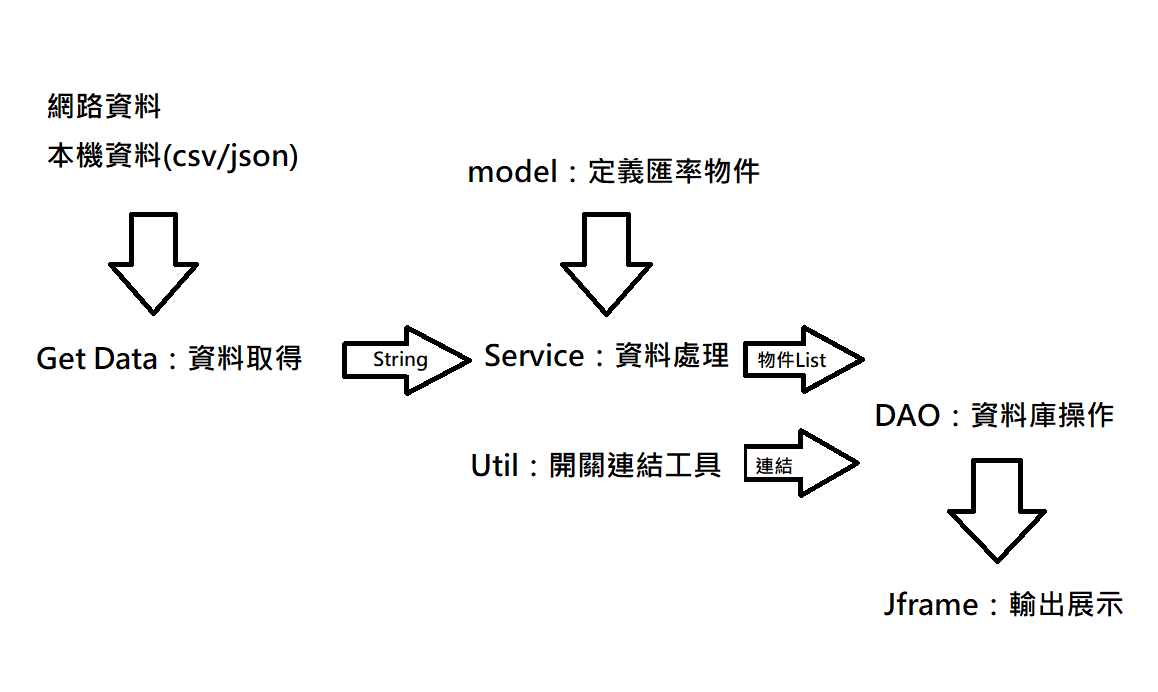 網路資料
本機資料(csv/json)
model：定義匯率物件
Get Data：資料取得
String
Service：資料處理
物件List
DAO：資料庫操作
Util：開關連結工具
連結
Jframe：輸出展示